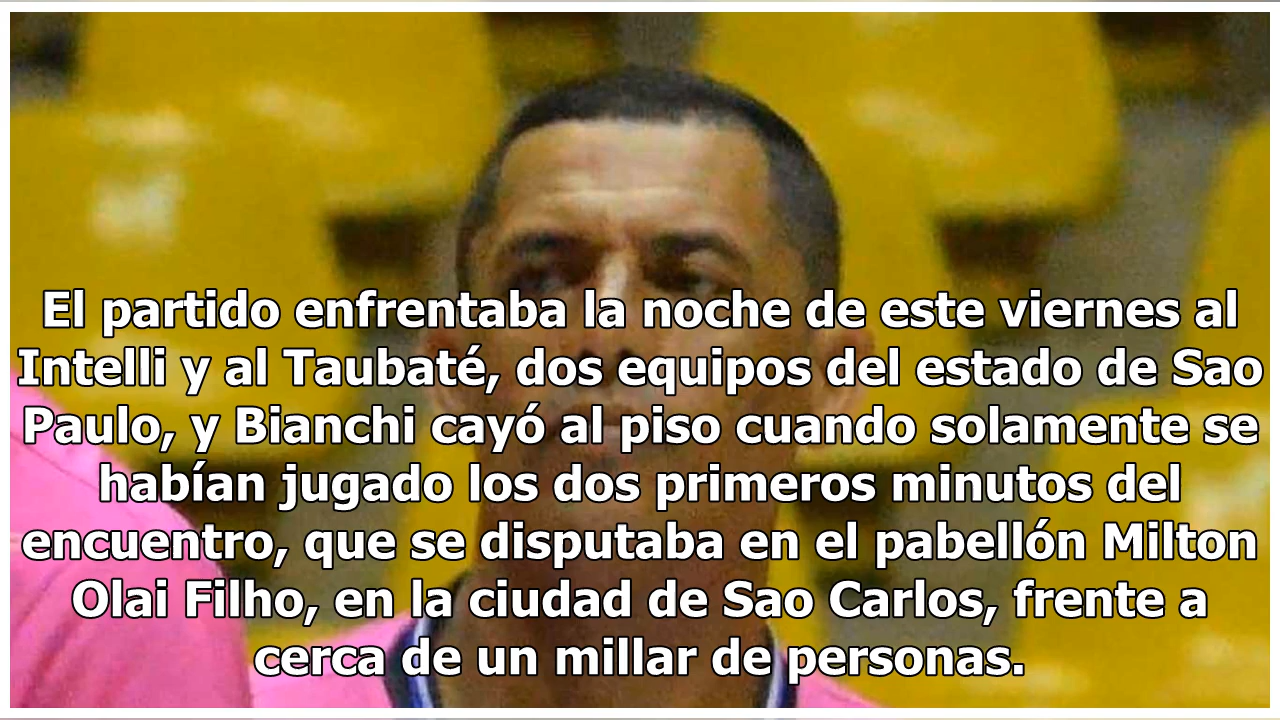 El partido enfrentaba la noche de este viernes al
Intelli y al Taubaté, dos equipos del estado de Sao
Paulo, y Bianchi cayó al piso cuando solamente se
habían jugado los dos primeros minutos del
encuentro, que se disputaba en el pabellón Milton
Olai Filho, en la ciudad de Sao Carlos, frente a
cerca de un millar de personas.